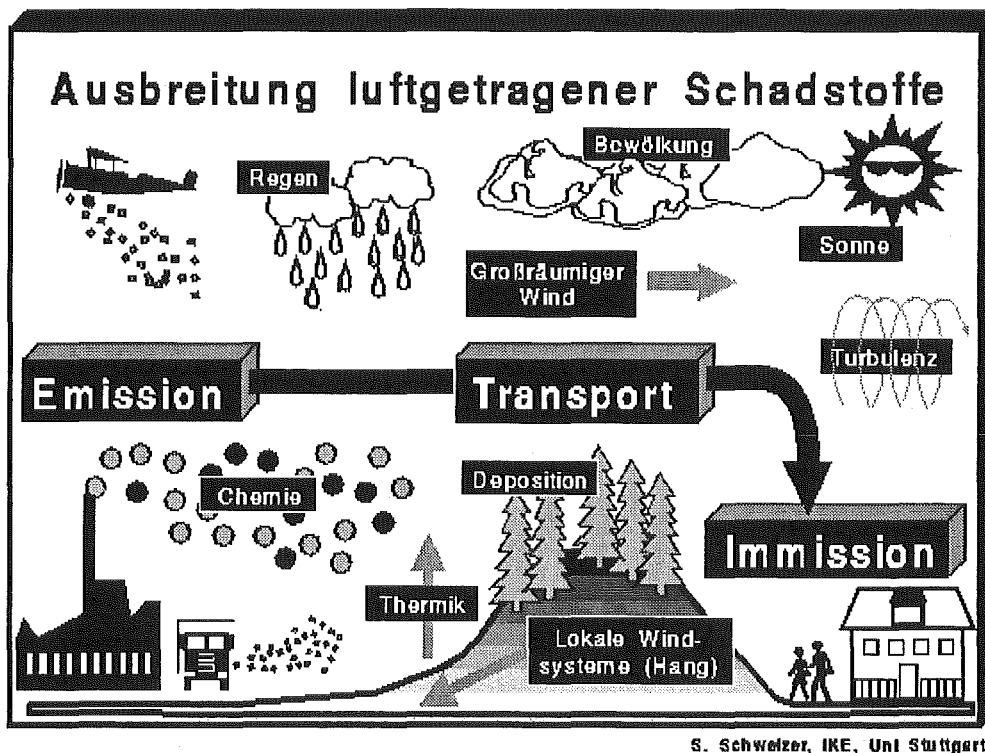 Ausbreitung luftgetragener Schadstoffe
Regen
Bewölkung
Sonne
Großräumiger
Wind
Turbulenz
Emission
Transport
Chemie
Deposition
Immission
Thermik
Lokale Wind-
systeme (Hang)
S. Schweizer, IKE, Uni Stuttgart